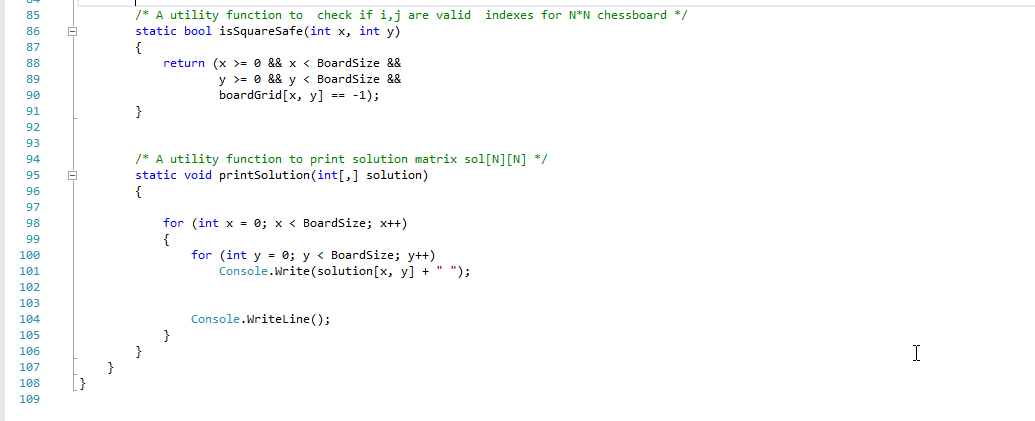 85 /* A utility function to  check if i,j are valid  indexes for N*N chessboard */
86 static bool isSquareSafe(int x, int y)
87 {
88 return (x >= 0 && x < BoardSize &&
89 y >= 0 && y < BoardSize &&
90 boardGrid[x, y] == -1);
91 }
92
93
94 /* A utility function to print solution matrix sol[N][N] */
95 static void printSolution(int[,] solution)
96 {
97
98 for (int x = 0; x < BoardSize; x++)
99 {
100 for (int y = 0; y < BoardSize; y++)
101 Console.Write(solution[x, y] + " ");
102
103
104 Console.WriteLine();
105 }
106 }
107 }
108 }
109